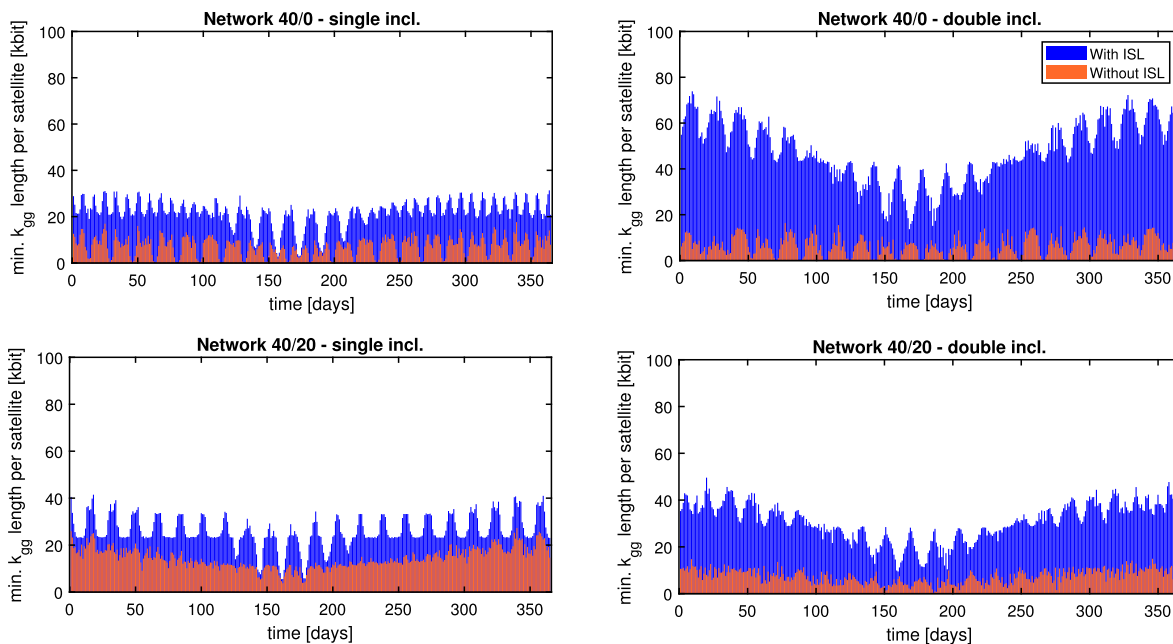 Network 40/0 - single incl.
min. k_gg length per satellite [kbit]
100
80
60
40
20
0
0 50 100 150 200 250 300 350
time [days]
Network 40/0 - double incl.
min. k_gg length per satellite [kbit]
100
80
60
40
20
0
With ISL
Without ISL
0 50 100 150 200 250 300 350
time [days]
Network 40/20 - single incl.
min. k_gg length per satellite [kbit]
100
80
60
40
20
0
0 50 100 150 200 250 300 350
time [days]
Network 40/20 - double incl.
min. k_gg length per satellite [kbit]
100
80
60
40
20
0
0 50 100 150 200 250 300 350
time [days]